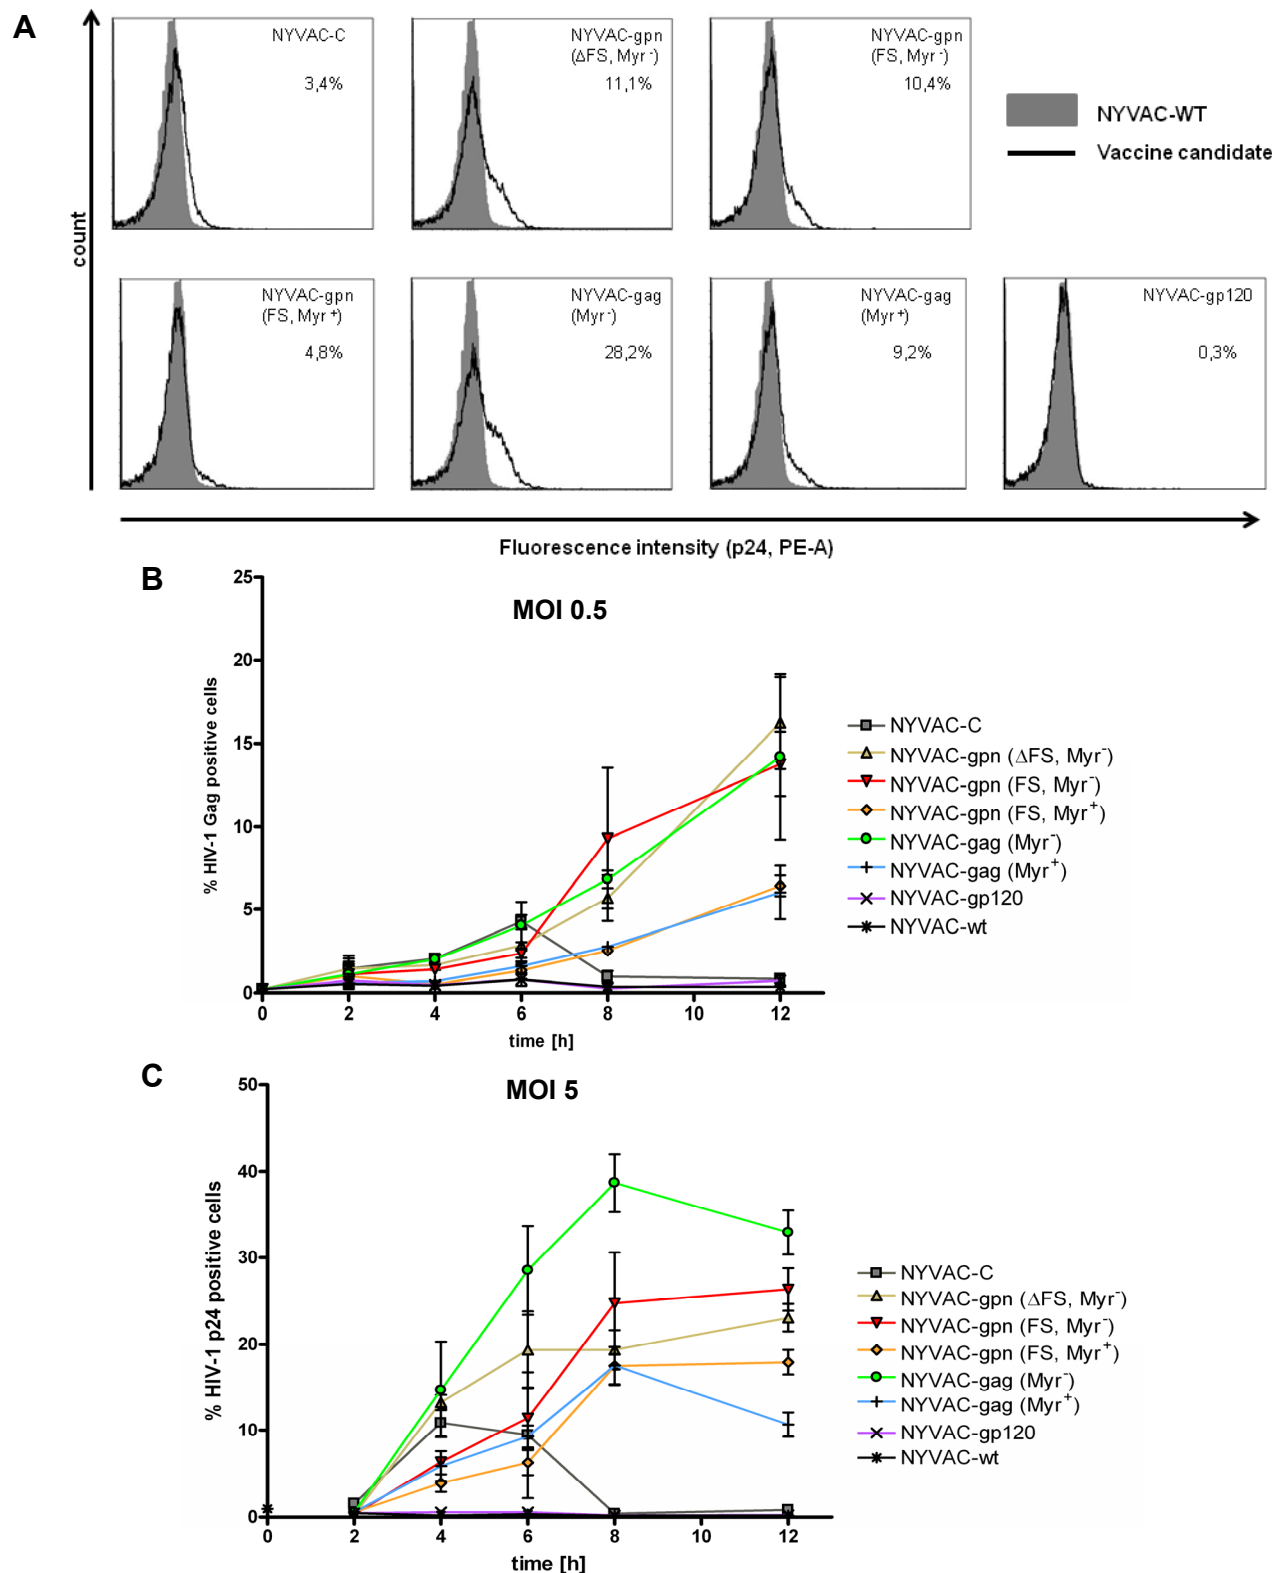 A
NYVAC-C
3,4%
NYVAC-gpn
(ΔFS, Myr⁻)
11,1%
NYVAC-gpn
(FS, Myr⁻)
10,4%
NYVAC-WT
Vaccine candidate
count
NYVAC-gpn
(FS, Myr⁺)
4,8%
NYVAC-gag
(Myr⁻)
28,2%
NYVAC-gag
(Myr⁺)
9,2%
NYVAC-gp120
0,3%
Fluorescence intensity (p24, PE-A)
B
MOI 0.5
% HIV-1 Gag positive cells
25
20
15
10
5
0
0 2 4 6 8 10 12
time [h]
NYVAC-C
NYVAC-gpn (ΔFS, Myr⁻)
NYVAC-gpn (FS, Myr⁻)
NYVAC-gpn (FS, Myr⁺)
NYVAC-gag (Myr⁻)
NYVAC-gag (Myr⁺)
NYVAC-gp120
NYVAC-wt
C
MOI 5
% HIV-1 p24 positive cells
50
40
30
20
10
0
0 2 4 6 8 10 12
time [h]
NYVAC-C
NYVAC-gpn (ΔFS, Myr⁻)
NYVAC-gpn (FS, Myr⁻)
NYVAC-gpn (FS, Myr⁺)
NYVAC-gag (Myr⁻)
NYVAC-gag (Myr⁺)
NYVAC-gp120
NYVAC-wt